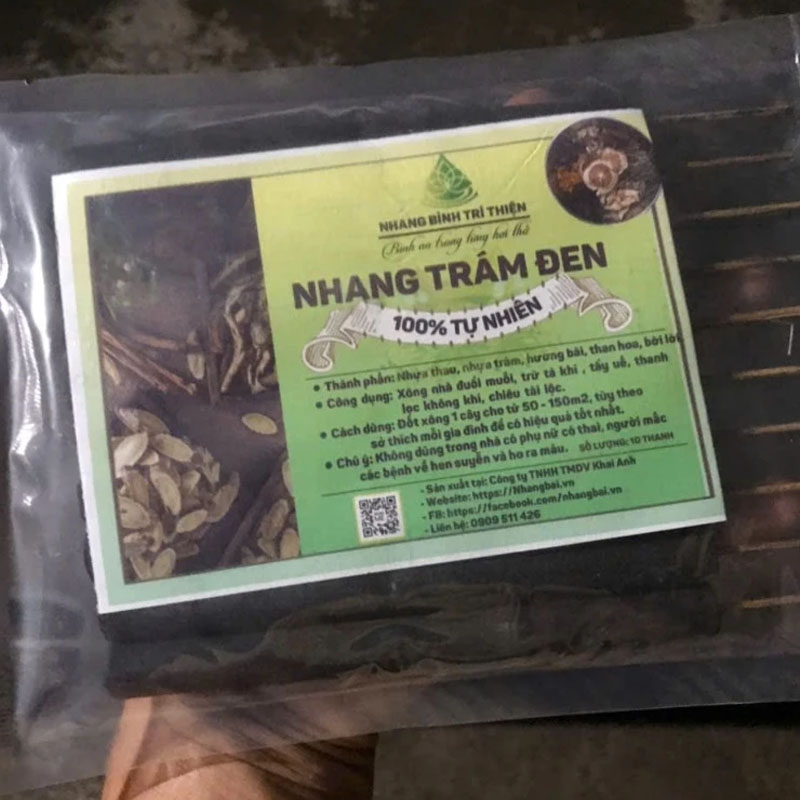 NHANG BÌNH TRÍ THIỆN
Bình an trong từng hơi thở
NHANG TRÁM ĐEN
100% TỰ NHIÊN
• Thành phần: Nhựa thau, nhựa trám, hương bài, than hoa, bời lời
• Công dụng: Xông nhà đuổi muỗi, trừ tà khí , tẩy uế, thanh
lọc không khí, chiêu tài lộc.
• Cách dùng: Đốt xông 1 cây cho từ 50 - 150m2, tùy theo
sở thích mỗi gia đình để có hiệu quả tốt nhất.
• Chú ý: Không dùng trong nhà có phụ nữ có thai, người mắc
các bệnh về hen suyễn và ho ra máu. SỐ LƯỢNG: 10 THANH
- Sản xuất tại: Công ty TNHH TMDV Khai Anh
- Website: https://Nhangbai.vn
- FB: https://facebook.com/nhangbai.vn
- Liên hệ: 0909 511 426